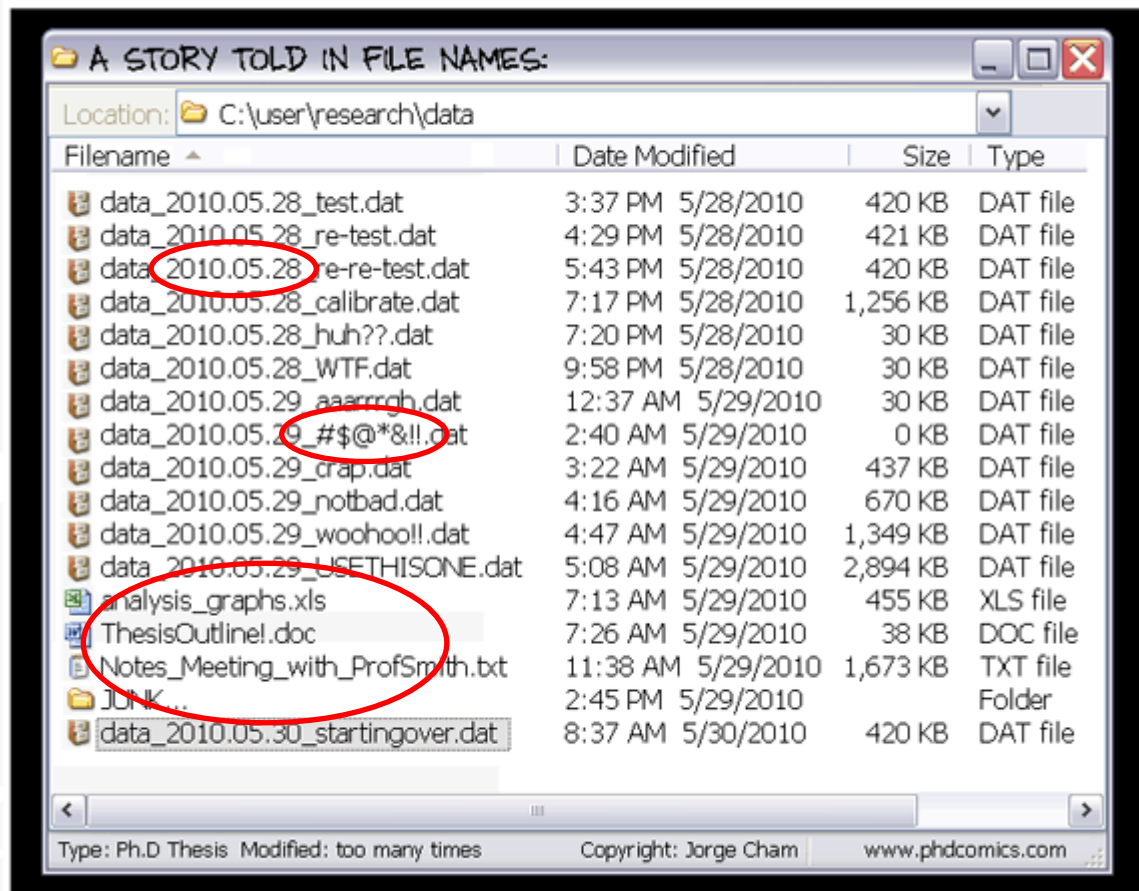 A STORY TOLD IN FILE NAMES:
Location: C:\user\research\data
Filename Date Modified Size Type
data_2010.05.28_test.dat 3:37 PM 5/28/2010 420 KB DAT file
data_2010.05.28_re-test.dat 4:29 PM 5/28/2010 421 KB DAT file
data_2010.05.28_re-re-test.dat 5:43 PM 5/28/2010 420 KB DAT file
data_2010.05.28_calibrate.dat 7:17 PM 5/28/2010 1,256 KB DAT file
data_2010.05.28_huh??.dat 7:20 PM 5/28/2010 30 KB DAT file
data_2010.05.28_WTF.dat 9:58 PM 5/28/2010 30 KB DAT file
data_2010.05.29_aaarrrgh.dat 12:37 AM 5/29/2010 30 KB DAT file
data_2010.05.29_#$@*&!!.dat 2:40 AM 5/29/2010 0 KB DAT file
data_2010.05.29_crap.dat 3:22 AM 5/29/2010 437 KB DAT file
data_2010.05.29_notbad.dat 4:16 AM 5/29/2010 670 KB DAT file
data_2010.05.29_woohoo!!.dat 4:47 AM 5/29/2010 1,349 KB DAT file
data_2010.05.29_USETHISONE.dat 5:08 AM 5/29/2010 2,894 KB DAT file
analysis_graphs.xls 7:13 AM 5/29/2010 455 KB XLS file
ThesisOutline!.doc 7:26 AM 5/29/2010 38 KB DOC file
Notes_Meeting_with_ProfSmith.txt 11:38 AM 5/29/2010 1,673 KB TXT file
JUNK... 2:45 PM 5/29/2010 Folder
data_2010.05.30_startingover.dat 8:37 AM 5/30/2010 420 KB DAT file
Type: Ph.D Thesis Modified: too many times Copyright: Jorge Cham www.phdcomics.com